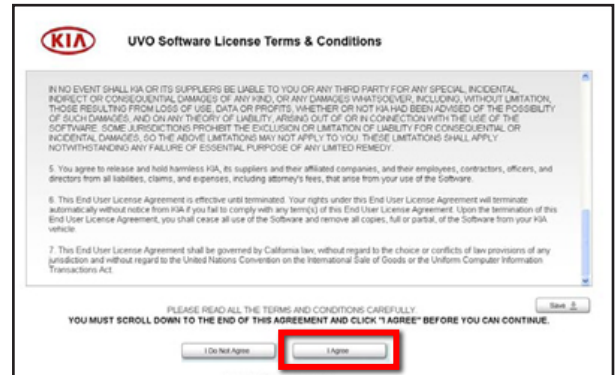 KIA UVO Software License Terms & Conditions
IN NO EVENT SHALL KIA OR ITS SUPPLIERS BE LIABLE TO YOU OR ANY THIRD PARTY FOR ANY SPECIAL, INCIDENTAL,
INDIRECT OR CONSEQUENTIAL DAMAGES OF ANY KIND, OR ANY DAMAGES WHATSOEVER, INCLUDING, WITHOUT LIMITATION,
THOSE RESULTING FROM LOSS OF USE, DATA OR PROFITS, WHETHER OR NOT KIA HAD BEEN ADVISED OF THE POSSIBILITY
OF SUCH DAMAGES, AND ON ANY THEORY OF LIABILITY, ARISING OUT OF OR IN CONNECTION WITH THE USE OF THE
SOFTWARE. SOME JURISDICTIONS PROHIBIT THE EXCLUSION OR LIMITATION OF LIABILITY FOR CONSEQUENTIAL OR
INCIDENTAL DAMAGES, SO THE ABOVE LIMITATIONS MAY NOT APPLY TO YOU. THESE LIMITATIONS SHALL APPLY
NOTWITHSTANDING ANY FAILURE OF ESSENTIAL PURPOSE OF ANY LIMITED REMEDY.
5. You agree to release and hold harmless KIA, its suppliers and their affiliated companies, and their employees, contractors, officers, and
directors from all liabilities, claims, and expenses, including attorney's fees, that arise from your use of the Software.
6. This End User License Agreement is effective until terminated. Your rights under this End User License Agreement will terminate
automatically without notice from KIA if you fail to comply with any term(s) of this End User License Agreement. Upon the termination of this
End User License Agreement, you shall cease all use of the Software and remove all copies, full or partial, of the Software from your KIA
vehicle.
7. This End User License Agreement shall be governed by California law, without regard to the choice or conflicts of law provisions of any
jurisdiction and without regard to the United Nations Convention on the International Sale of Goods or the Uniform Computer Information
Transactions Act.
Save
PLEASE READ ALL THE TERMS AND CONDITIONS CAREFULLY.
YOU MUST SCROLL DOWN TO THE END OF THIS AGREEMENT AND CLICK "I AGREE" BEFORE YOU CAN CONTINUE.
I Do Not Agree I Agree